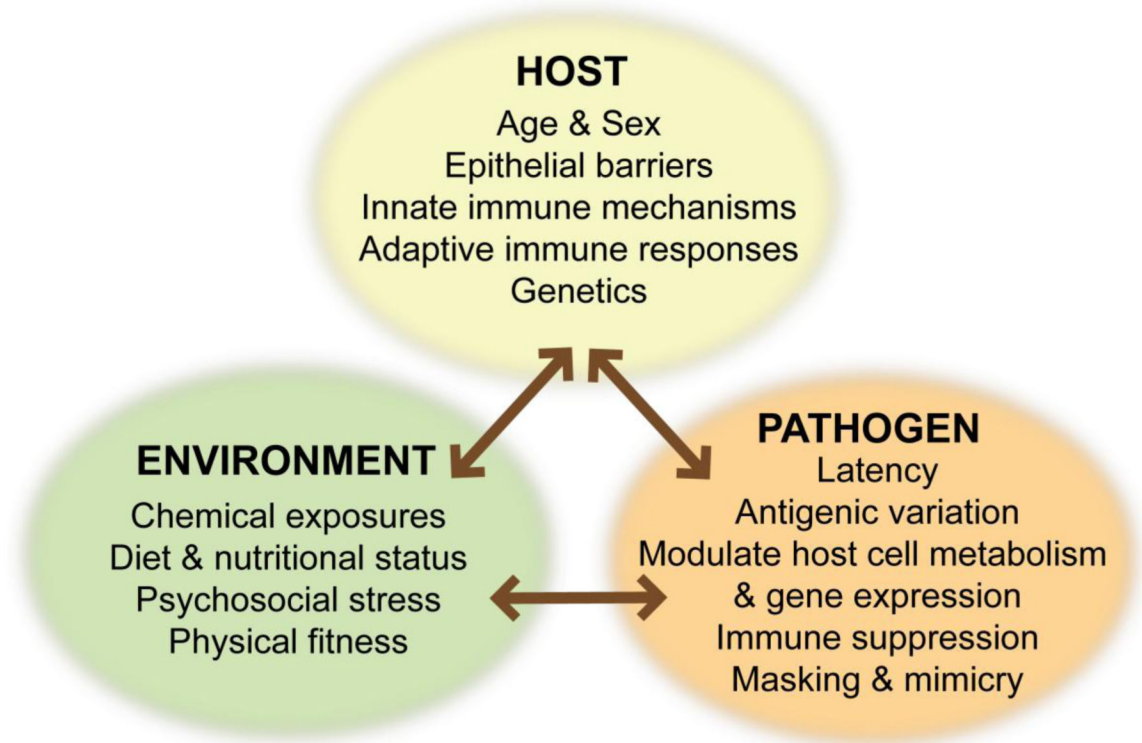 HOST
Age & Sex
Epithelial barriers
Innate immune mechanisms
Adaptive immune responses
Genetics
ENVIRONMENT
Chemical exposures
Diet & nutritional status
Psychosocial stress
Physical fitness
PATHOGEN
Latency
Antigenic variation
Modulate host cell metabolism
& gene expression
Immune suppression
Masking & mimicry